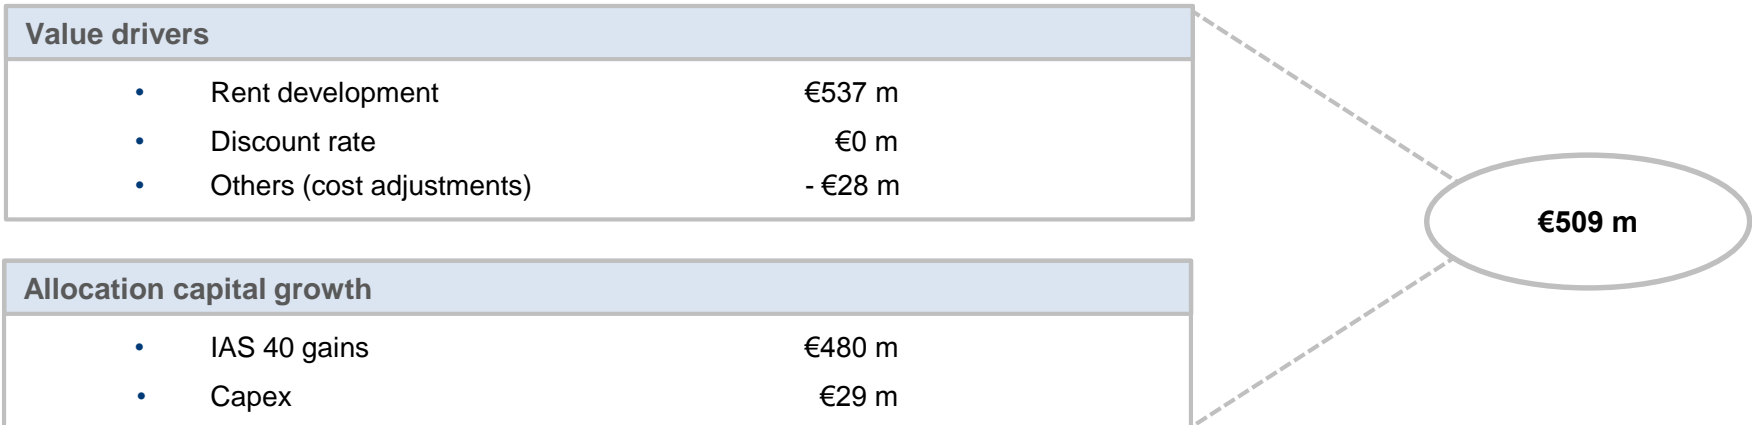 Value drivers
• Rent development €537 m
• Discount rate €0 m
• Others (cost adjustments) - €28 m
€509 m
Allocation capital growth
• IAS 40 gains €480 m
• Capex €29 m